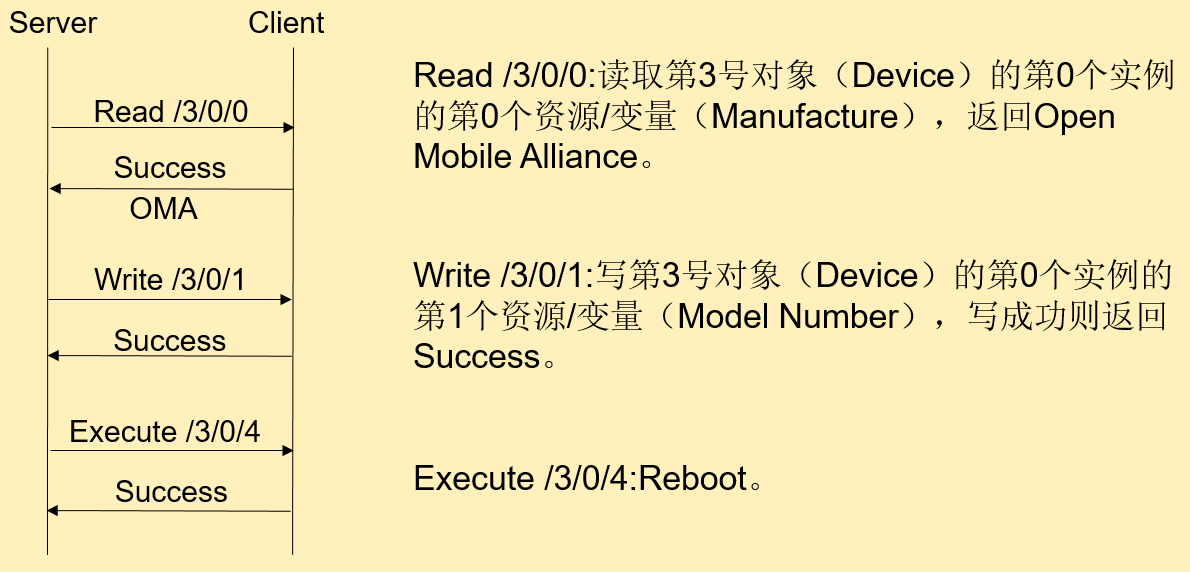 Server
Client
Read /3/0/0
Success
OMA
Write /3/0/1
Success
Execute /3/0/4
Success
Read /3/0/0:读取第3号对象（Device）的第0个实例
的第0个资源/变量（Manufacture），返回Open
Mobile Alliance。
Write /3/0/1:写第3号对象（Device）的第0个实例的
第1个资源/变量（Model Number），写成功则返回
Success。
Execute /3/0/4:Reboot。